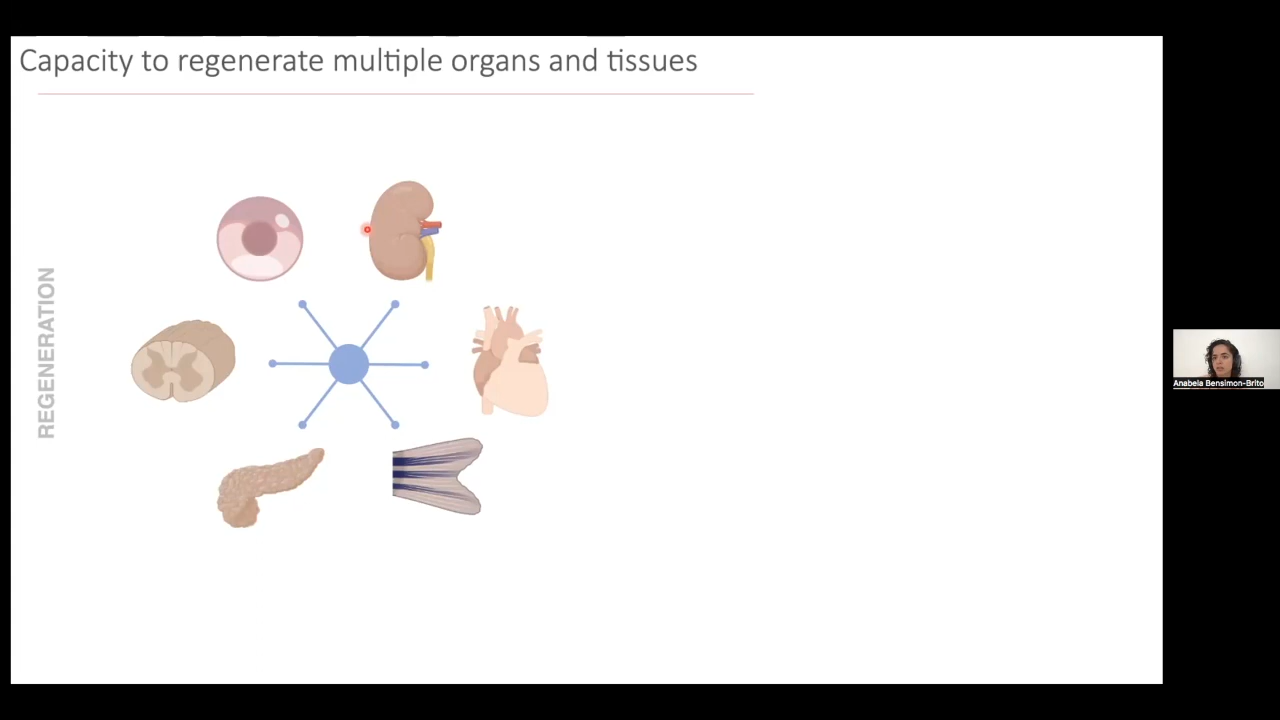 Capacity to regenerate multiple organs and tissues
REGENERATION
Anabela Bensimon-Brito